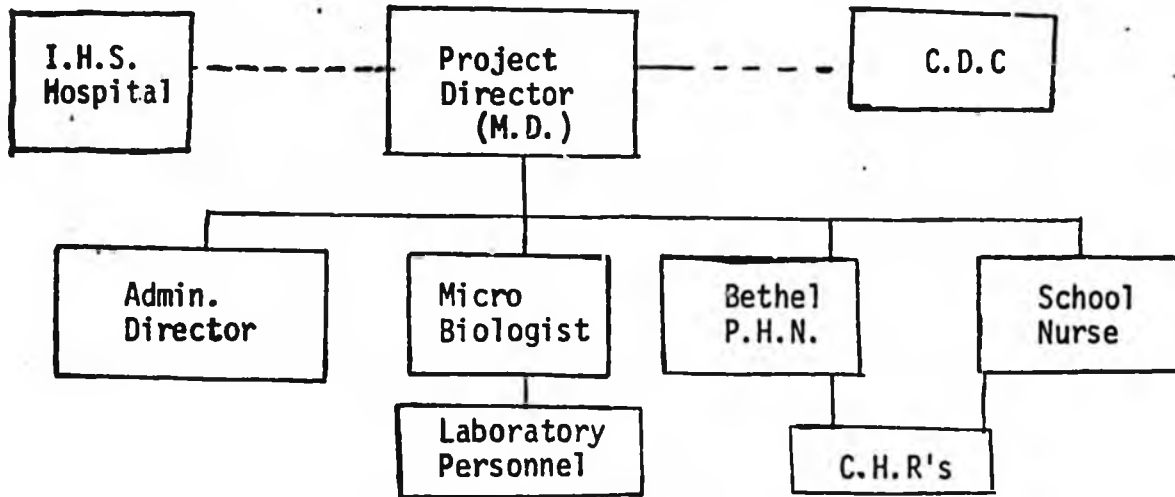 I.H.S.
Hospital
Project
Director
(M.D.)
C.D.C
Admin.
Director
Micro
Biologist
Bethel
P.H.N.
School
Nurse
Laboratory
Personnel
C.H.R's